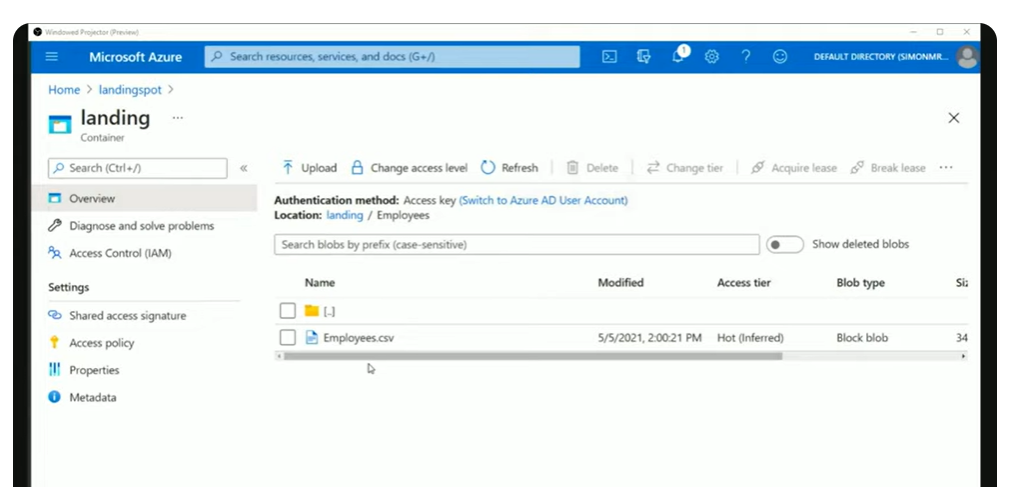 Windowed Projector (Preview)
Microsoft Azure Search resources, services, and docs (G+/) 1 DEFAULT DIRECTORY (SIMONMR...
Home > landingspot >
landing ...
Container
Search (Ctrl+/) «
Upload Change access level Refresh Delete Change tier Acquire lease Break lease ...
Overview
Diagnose and solve problems
Access Control (IAM)
Settings
Shared access signature
Access policy
Properties
Metadata
Authentication method: Access key (Switch to Azure AD User Account)
Location: landing / Employees
Search blobs by prefix (case-sensitive) Show deleted blobs
Name Modified Access tier Blob type Siz
[..]
Employees.csv 5/5/2021, 2:00:21 PM Hot (Inferred) Block blob 34